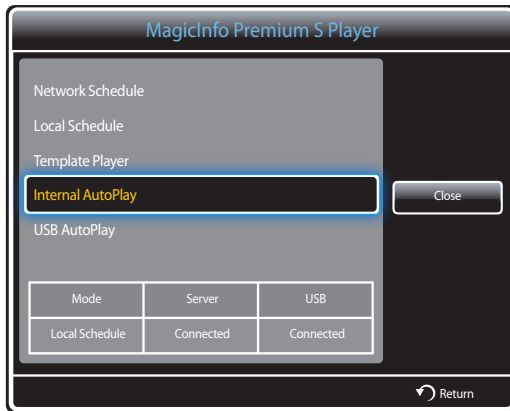 MagicInfo Premium S Player
Network Schedule
Local Schedule
Template Player
Internal AutoPlay
Close
USB AutoPlay
Mode Server USB
Local Schedule Connected Connected
Return